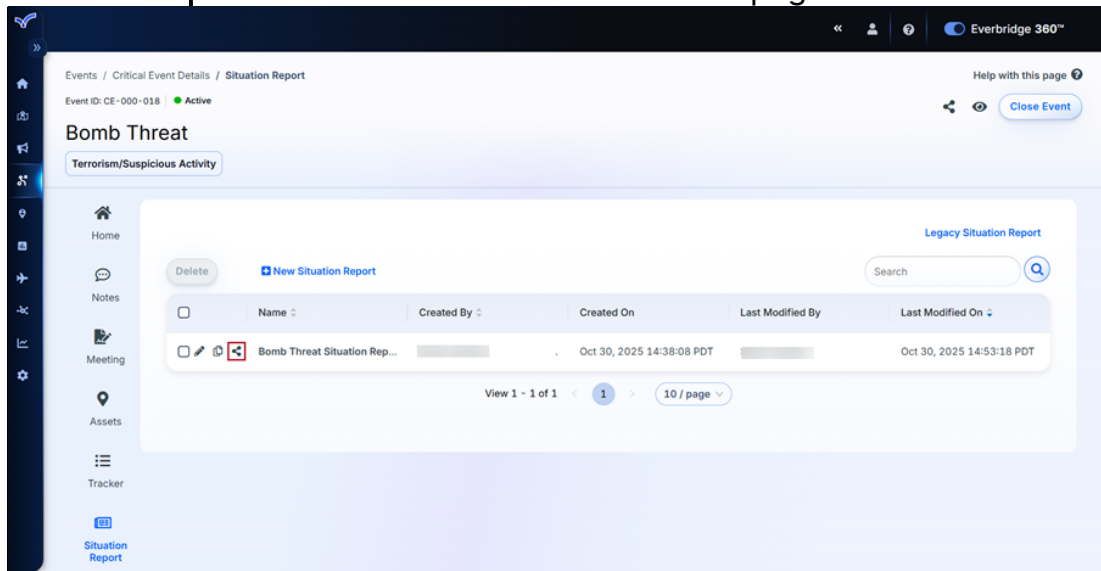 Everbridge 360™
Events / Critical Event Details / Situation Report
Help with this page
Event ID: CE-000-018
Active
Close Event
Bomb Threat
Terrorism/Suspicious Activity
Home
Legacy Situation Report
Delete
New Situation Report
Search
Notes
Name
Created By
Created On
Last Modified By
Last Modified On
Bomb Threat Situation Rep...
Oct 30, 2025 14:38:08 PDT
Oct 30, 2025 14:53:18 PDT
Meeting
View 1 - 1 of 1
1
10 / page
Assets
Tracker
Situation
Report